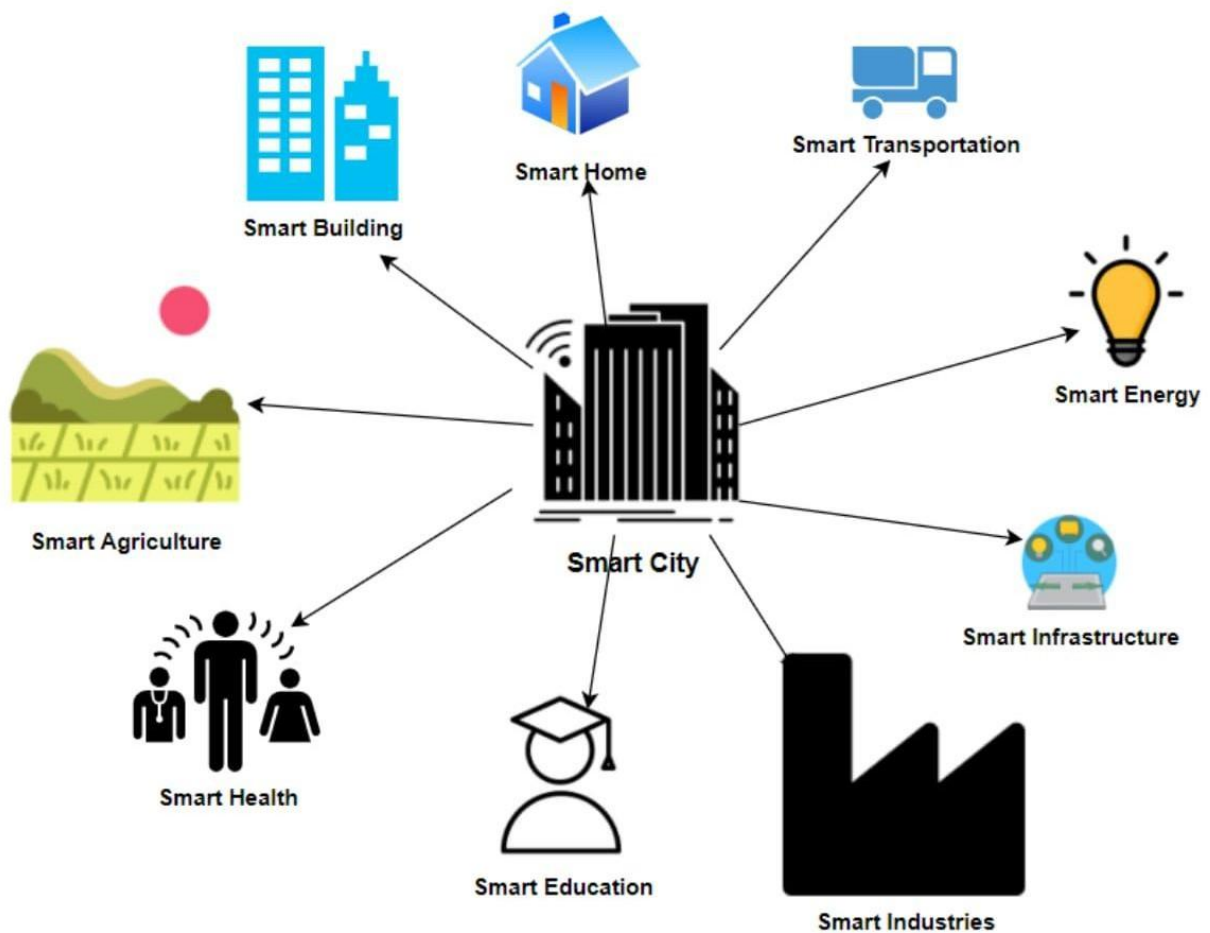 Smart Home
Smart Transportation
Smart Building
Smart Energy
Smart Agriculture
Smart City
Smart Infrastructure
Smart Health
Smart Education
Smart Industries